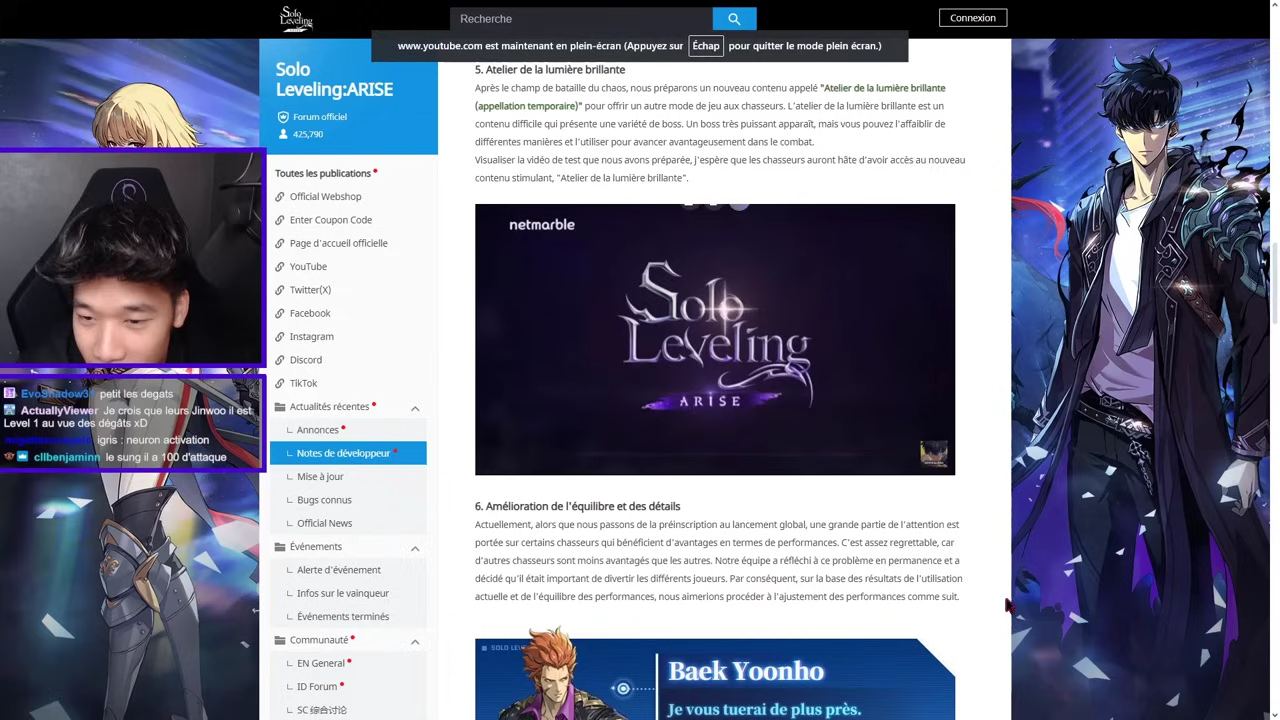 Solo
Leveling
ARISE
Recherche
Connexion
www.youtube.com est maintenant en plein-écran (Appuyez sur Échap pour quitter le mode plein écran.)
Solo
Leveling:ARISE
Forum officiel
425,790
Toutes les publications
Official Webshop
Enter Coupon Code
Page d'accueil officielle
YouTube
Twitter(X)
Facebook
Instagram
Discord
TikTok
Actualités récentes
Annonces
Notes de développeur
Mise à jour
Bugs connus
Official News
Événements
Alerte d'événement
Infos sur le vainqueur
Événements terminés
Communauté
EN General
ID Forum
SC 综合讨论
petit les degats
ActuallyViewer Je crois que leurs Jinwoo il est
Level 1 au vue des dégâts xD
igris : neuron activation
cllbenjaminn le sung il a 100 d'attaque
5. Atelier de la lumière brillante
Après le champ de bataille du chaos, nous préparons un nouveau contenu appelé "Atelier de la lumière brillante
(appellation temporaire)" pour offrir un autre mode de jeu aux chasseurs. L'atelier de la lumière brillante est un
contenu difficile qui présente une variété de boss. Un boss très puissant apparaît, mais vous pouvez l'affaiblir de
différentes manières et l'utiliser pour avancer avantageusement dans le combat.
Visualiser la vidéo de test que nous avons préparée, j'espère que les chasseurs auront hâte d'avoir accès au nouveau
contenu stimulant, "Atelier de la lumière brillante".
netmarble
Solo
Leveling
ARISE
6. Amélioration de l'équilibre et des détails
Actuellement, alors que nous passons de la préinscription au lancement global, une grande partie de l'attention est
portée sur certains chasseurs qui bénéficient d'avantages en termes de performances. C'est assez regrettable, car
d'autres chasseurs sont moins avantagés que les autres. Notre équipe a réfléchi à ce problème en permanence et a
décidé qu'il était important de divertir les différents joueurs. Par conséquent, sur la base des résultats de l'utilisation
actuelle et de l'équilibre des performances, nous aimerions procéder à l'ajustement des performances comme suit.
Baek Yoonho
Je vous tuerai de plus près.